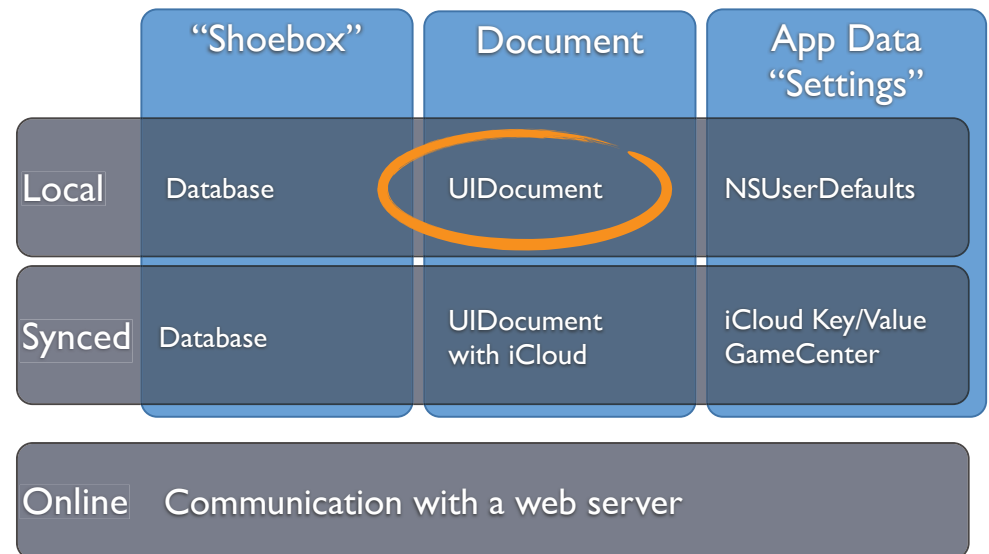 “Shoebox”
Document
App Data
“Settings”
Local
Database
UIDocument
NSUserDefaults
Synced
Database
UIDocument
with iCloud
iCloud Key/Value
GameCenter
Online
Communication with a web server